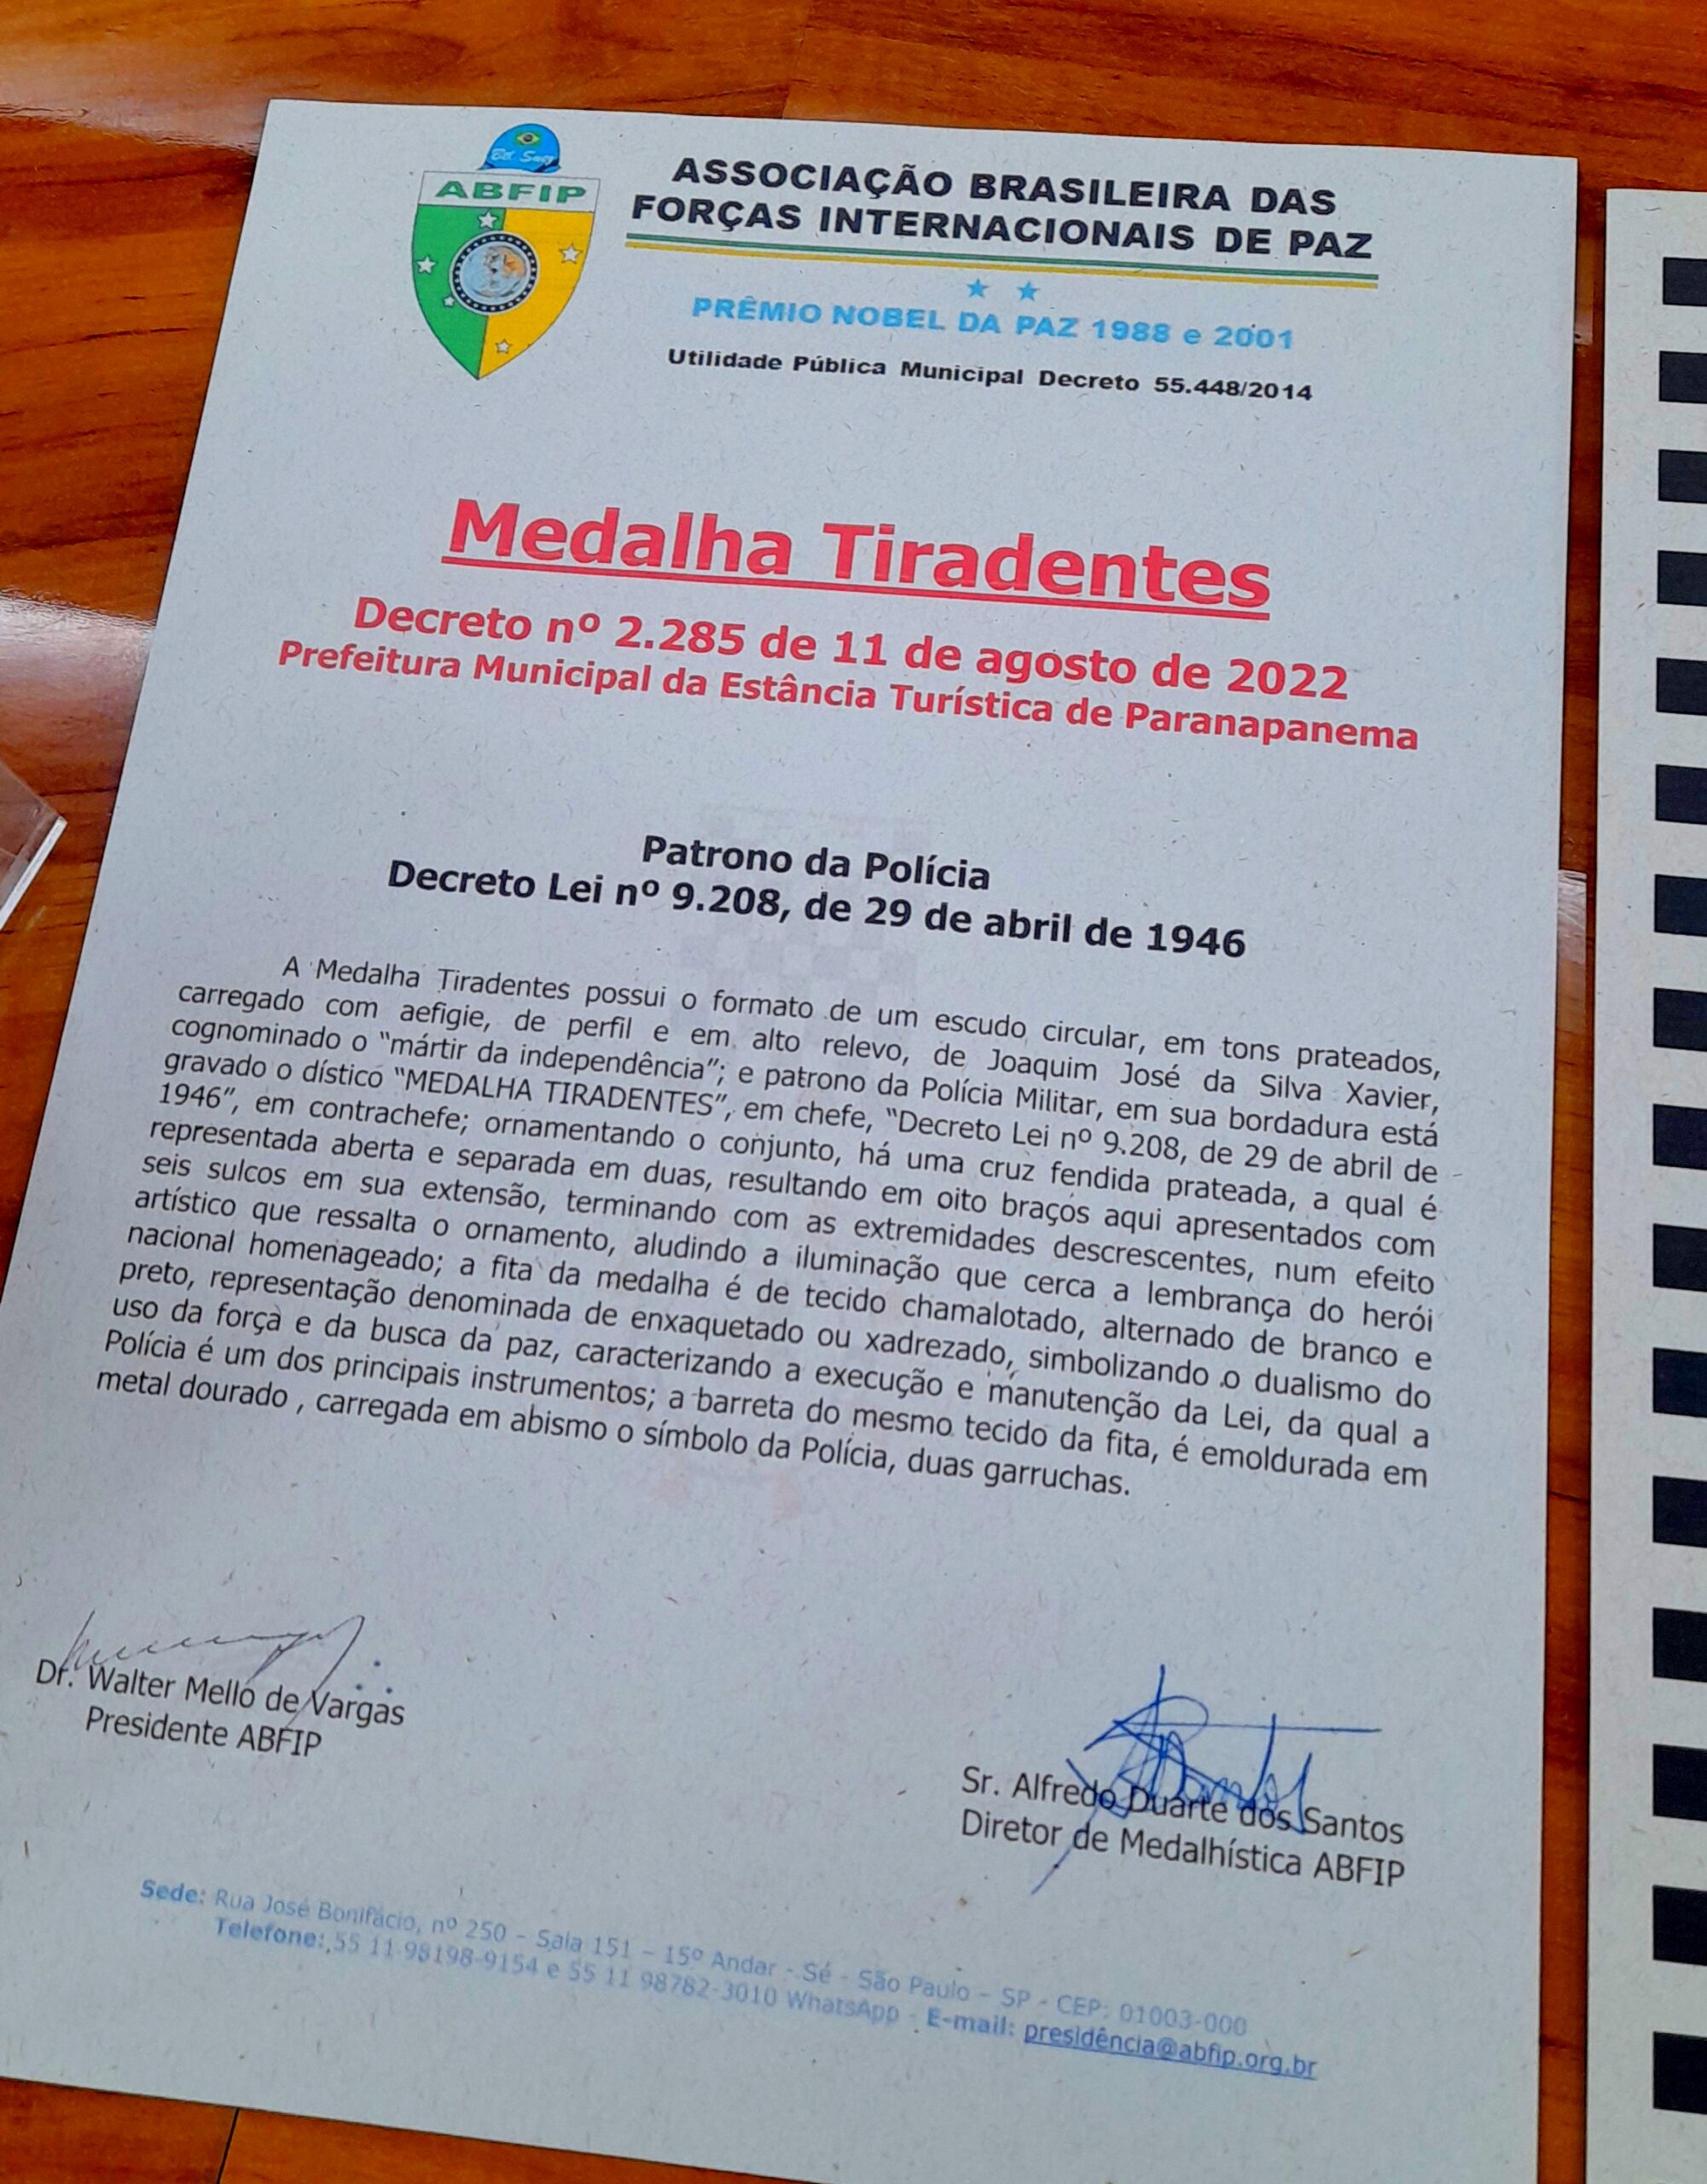 Bat. Suez
ABFIP
ASSOCIAÇÃO BRASILEIRA DAS
FORÇAS INTERNACIONAIS DE PAZ
PRÊMIO NOBEL DA PAZ 1988 e 2001
Utilidade Pública Municipal Decreto 55.448/2014
Medalha Tiradentes
Decreto nº 2.285 de 11 de agosto de 2022
Prefeitura Municipal da Estância Turística de Paranapanema
Patrono da Polícia
Decreto Lei nº 9.208, de 29 de abril de 1946
A Medalha Tiradentes possui o formato de um escudo circular, em tons prateados,
carregado com aefigie, de perfil e em alto relevo, de Joaquim José da Silva Xavier,
cognominado o “mártir da independência”; e patrono da Polícia Militar, em sua bordadura está
gravado o dístico “MEDALHA TIRADENTES”, em chefe, “Decreto Lei nº 9.208, de 29 de abril de
1946”, em contrachefe; ornamentando o conjunto, há uma cruz fendida prateada, a qual é
representada aberta e separada em duas, resultando em oito braços aqui apresentados com
seis sulcos em sua extensão, terminando com as extremidades descrescentes, num efeito
artístico que ressalta o ornamento, aludindo a iluminação que cerca a lembrança do herói
nacional homenageado; a fita da medalha é de tecido chamalotado, alternado de branco e
preto, representação denominada de enxaquetado ou xadrezado, simbolizando o dualismo do
uso da força e da busca da paz, caracterizando a execução e manutenção da Lei, da qual a
Polícia é um dos principais instrumentos; a barreta do mesmo tecido da fita, é emoldurada em
metal dourado , carregada em abismo o símbolo da Polícia, duas garruchas.
Dr. Walter Mello de Vargas
Presidente ABFIP
Sr. Alfredo Duarte dos Santos
Diretor de Medalhística ABFIP
Sede: Rua José Bonifácio, nº 250 – Sala 151 – 15º Andar - Sé - São Paulo – SP - CEP: 01003-000
Telefone: 55 11 98198-9154 e 55 11 98782-3010 WhatsApp - E-mail: presidência@abfip.org.br